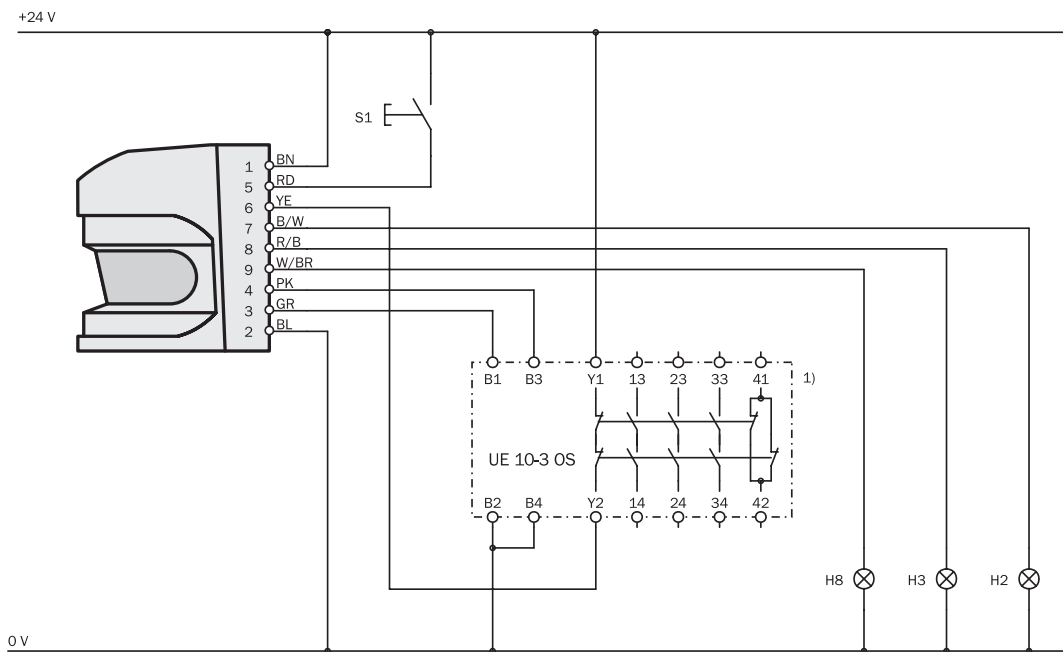 +24 V
S1
1 BN
5 RD
6 YE
7 B/W
8 R/B
9 W/BR
4 PK
3 GR
2 BL
B1 B3 Y1 13 23 33 41 1)
UE 10-3 OS
B2 B4 Y2 14 24 34 42
H8 H3 H2
0 V